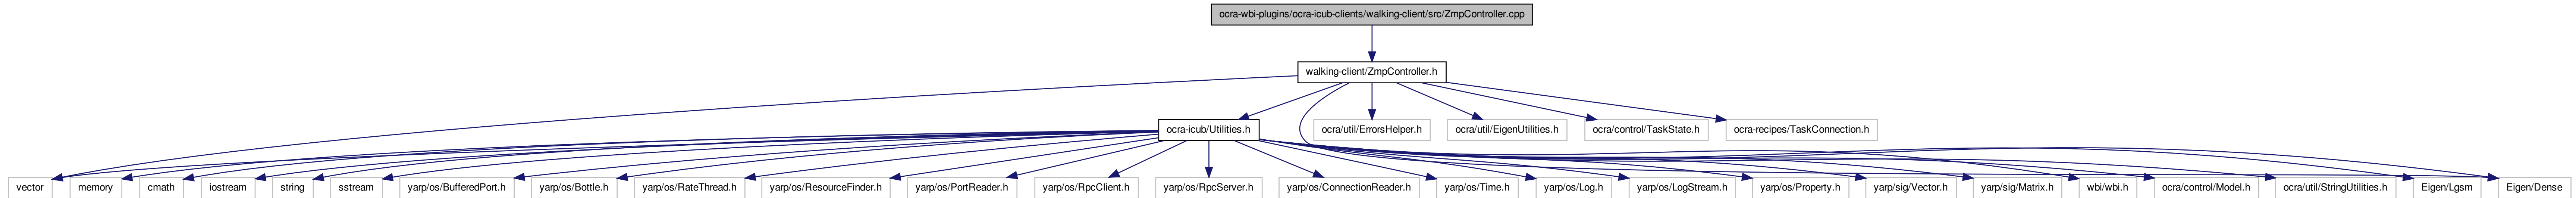 ocra-wbi-plugins/ocra-icub-clients/walking-client/src/ZmpController.cpp
walking-client/ZmpController.h
ocra-icub/Utilities.h
ocra/util/ErrorsHelper.h
ocra/util/EigenUtilities.h
ocra/control/TaskState.h
ocra-recipes/TaskConnection.h
vector
memory
cmath
iostream
string
sstream
yarp/os/BufferedPort.h
yarp/os/Bottle.h
yarp/os/RateThread.h
yarp/os/ResourceFinder.h
yarp/os/PortReader.h
yarp/os/RpcClient.h
yarp/os/RpcServer.h
yarp/os/ConnectionReader.h
yarp/os/Time.h
yarp/os/Log.h
yarp/os/LogStream.h
yarp/os/Property.h
yarp/sig/Vector.h
yarp/sig/Matrix.h
wbi/wbi.h
ocra/control/Model.h
ocra/util/StringUtilities.h
Eigen/Lgsm
Eigen/Dense